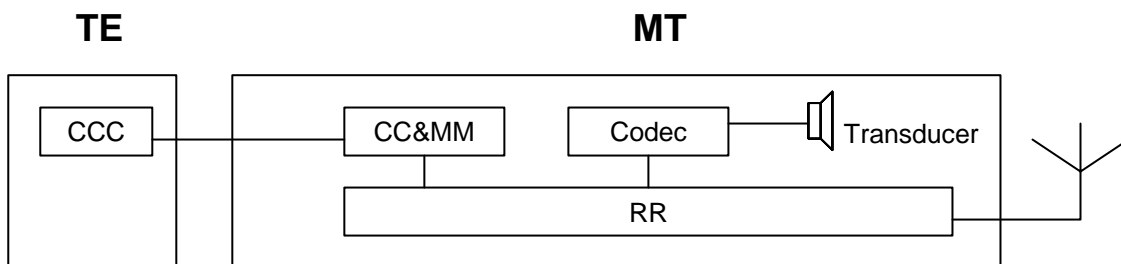 TE
MT
CCC
CC&MM
Codec
Transducer
RR